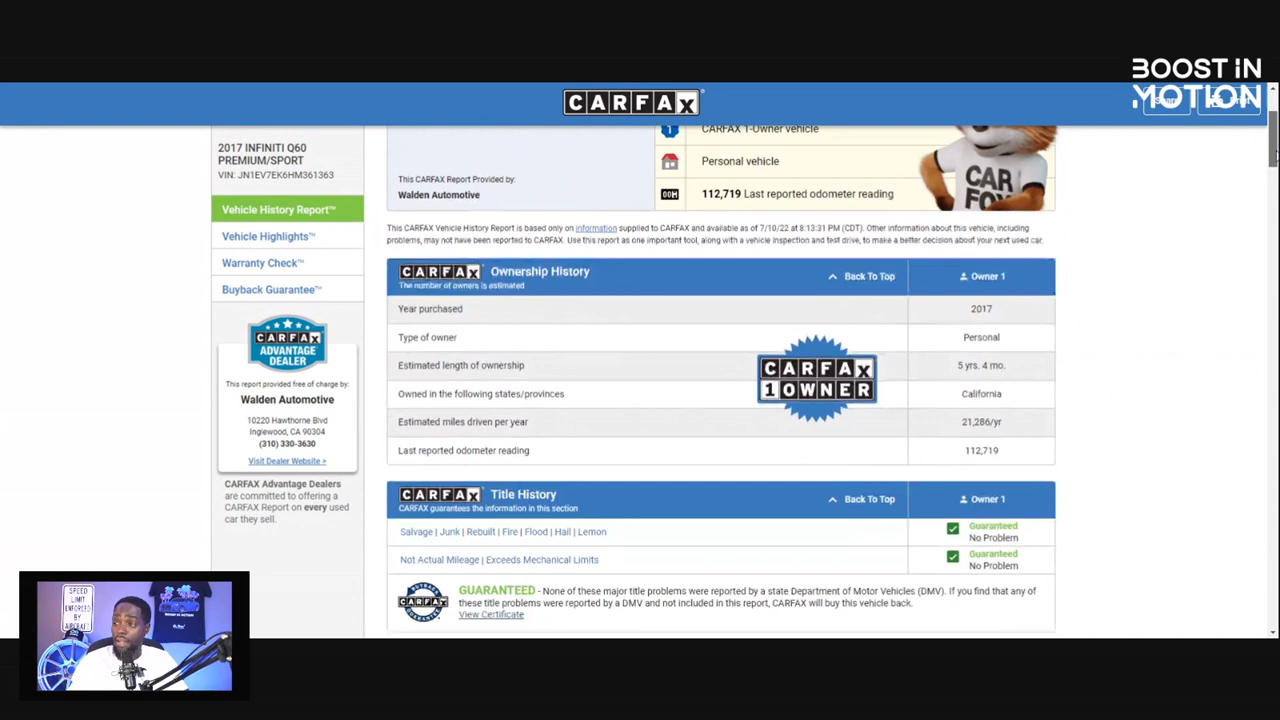 BOOST IN
MOTION
CARFAX
2017 INFINITI Q60
PREMIUM/SPORT
VIN: JN1EV7EK6HM361363
Vehicle History Report™
Vehicle Highlights™
Warranty Check™
Buyback Guarantee™
CARFAX
ADVANTAGE
DEALER
This report provided free of charge by:
Walden Automotive
10220 Hawthorne Blvd
Inglewood, CA 90304
(310) 330-3630
Visit Dealer Website >
CARFAX Advantage Dealers
are committed to offering a
CARFAX Report on every used
car they sell.
This CARFAX Report Provided by:
Walden Automotive
1
CARFAX 1-Owner vehicle
Personal vehicle
112,719 Last reported odometer reading
CAR
FOX
This CARFAX Vehicle History Report is based only on information supplied to CARFAX and available as of 7/10/22 at 8:13:31 PM (CDT). Other information about this vehicle, including
problems, may not have been reported to CARFAX. Use this report as one important tool, along with a vehicle inspection and test drive, to make a better decision about your next used car.
CARFAX Ownership History Back To Top Owner 1
The number of owners is estimated
Year purchased 2017
Type of owner Personal
Estimated length of ownership 5 yrs. 4 mo.
Owned in the following states/provinces California
Estimated miles driven per year 21,286/yr
Last reported odometer reading 112,719
CARFAX
1 OWNER
CARFAX Title History Back To Top Owner 1
CARFAX guarantees the information in this section
Salvage | Junk | Rebuilt | Fire | Flood | Hail | Lemon Guaranteed
No Problem
Not Actual Mileage | Exceeds Mechanical Limits Guaranteed
No Problem
CARFAX
GUARANTEED - None of these major title problems were reported by a state Department of Motor Vehicles (DMV). If you find that any of
these title problems were reported by a DMV and not included in this report, CARFAX will buy this vehicle back.
View Certificate
SPEED
LIMIT
ENFORCED
BY
AIRCRAFT